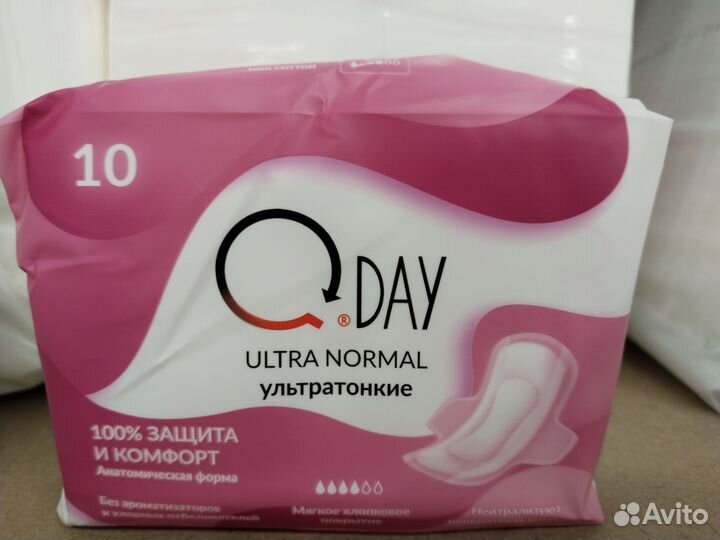 100% COTTON
10
Q
® DAY
ULTRA NORMAL
ультратонкие
100% ЗАЩИТА
И КОМФОРТ
Анатомическая форма
Без ароматизаторов
и хлорных отбеливателей
Мягкое хлопковое
покрытие
Нейтрализуют
Avito